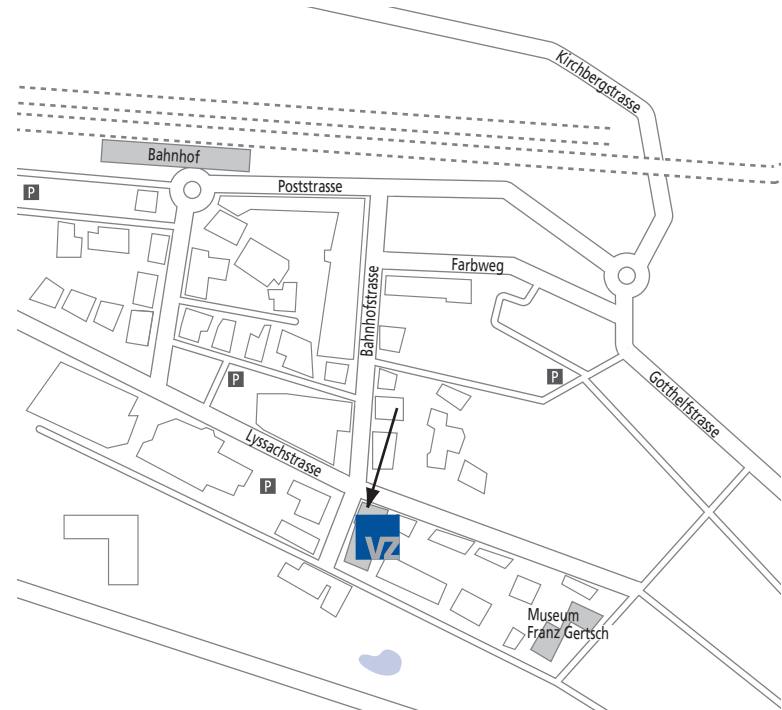 Kirchbergstrasse
Bahnhof
Poststrasse
P
Farbweg
Bahnhofstrasse
P
P
Gotthelfstrasse
Lyssachstrasse
P
VZ
Museum
Franz Gertsch